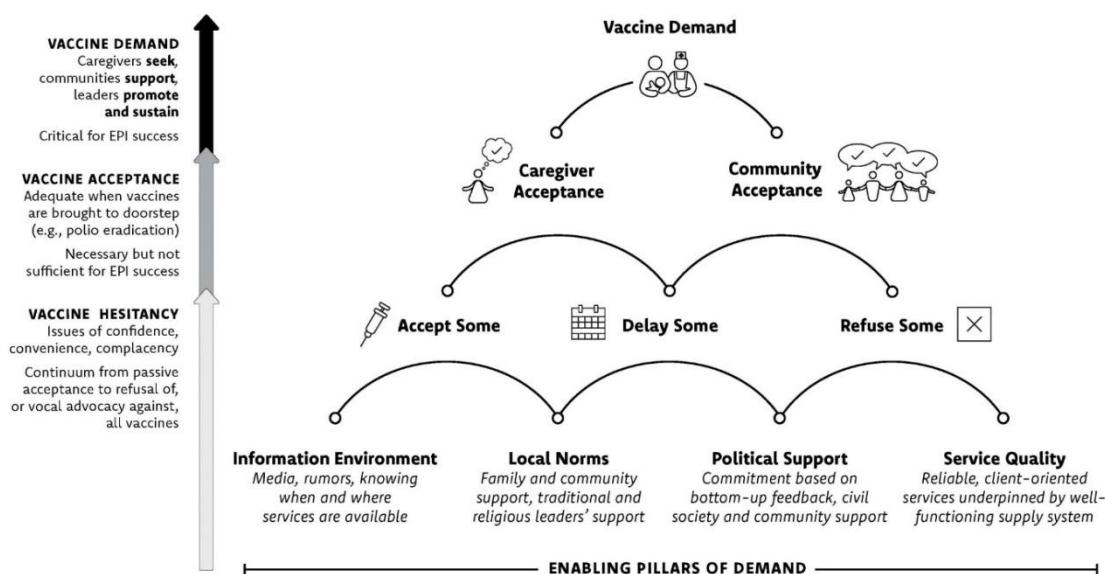 VACCINE DEMAND
Caregivers seek,
communities support,
leaders promote
and sustain
Critical for EPI success
VACCINE ACCEPTANCE
Adequate when vaccines
are brought to doorstep
(e.g., polio eradication)
Necessary but not
sufficient for EPI success
VACCINE HESITANCY
Issues of confidence,
convenience, complacency
Continuum from passive
acceptance to refusal of,
or vocal advocacy against,
all vaccines
Vaccine Demand
Caregiver
Acceptance
Community
Acceptance
Accept Some
Delay Some
Refuse Some
Information Environment
Media, rumors, knowing
when and where
services are available
Local Norms
Family and community
support, traditional and
religious leaders' support
Political Support
Commitment based on
bottom-up feedback, civil
society and community support
Service Quality
Reliable, client-oriented
services underpinned by well-
functioning supply system
ENABLING PILLARS OF DEMAND